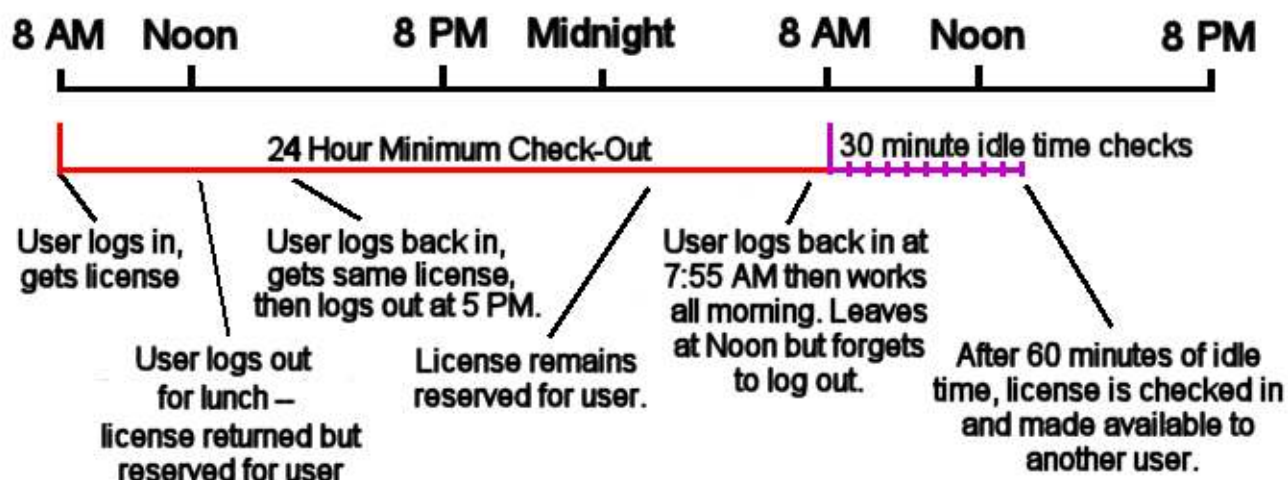 8 AM Noon 8 PM Midnight 8 AM Noon 8 PM
24 Hour Minimum Check-Out
30 minute idle time checks
User logs in,
gets license
User logs out
for lunch –
license returned but
reserved for user
User logs back in,
gets same license,
then logs out at 5 PM.
License remains
reserved for user.
User logs back in at
7:55 AM then works
all morning. Leaves
at Noon but forgets
to log out.
After 60 minutes of idle
time, license is checked in
and made available to
another user.